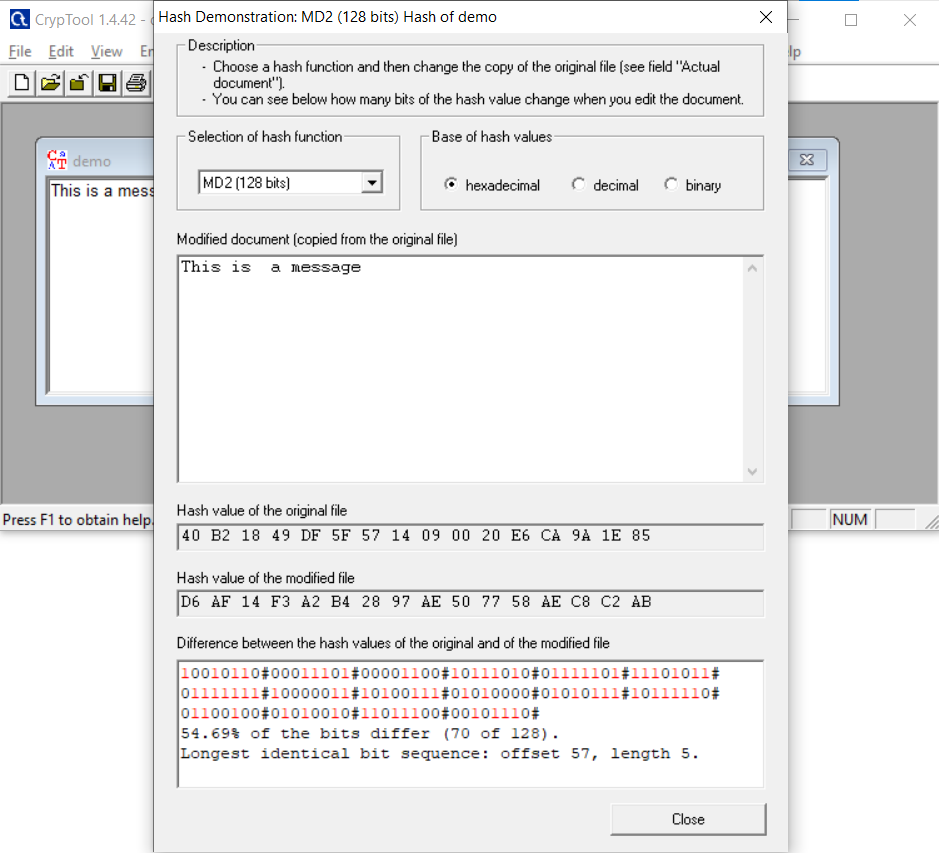 CrypTool 1.4.42 -
Hash Demonstration: MD2 (128 bits) Hash of demo
File Edit View
Description
- Choose a hash function and then change the copy of the original file (see field "Actual
document").
- You can see below how many bits of the hash value change when you edit the document.
Selection of hash function
MD2 (128 bits)
Base of hash values
hexadecimal decimal binary
demo
This is a mess
Modified document (copied from the original file)
This is  a message
Hash value of the original file
40 B2 18 49 DF 5F 57 14 09 00 20 E6 CA 9A 1E 85
Press F1 to obtain help.
NUM
Hash value of the modified file
D6 AF 14 F3 A2 B4 28 97 AE 50 77 58 AE C8 C2 AB
Difference between the hash values of the original and of the modified file
10010110#00011101#00001100#10111010#01111101#11101011#
01111111#10000011#10100111#01010000#01010111#10111110#
01100100#01010010#11011100#00101110#
54.69% of the bits differ (70 of 128).
Longest identical bit sequence: offset 57, length 5.
Close